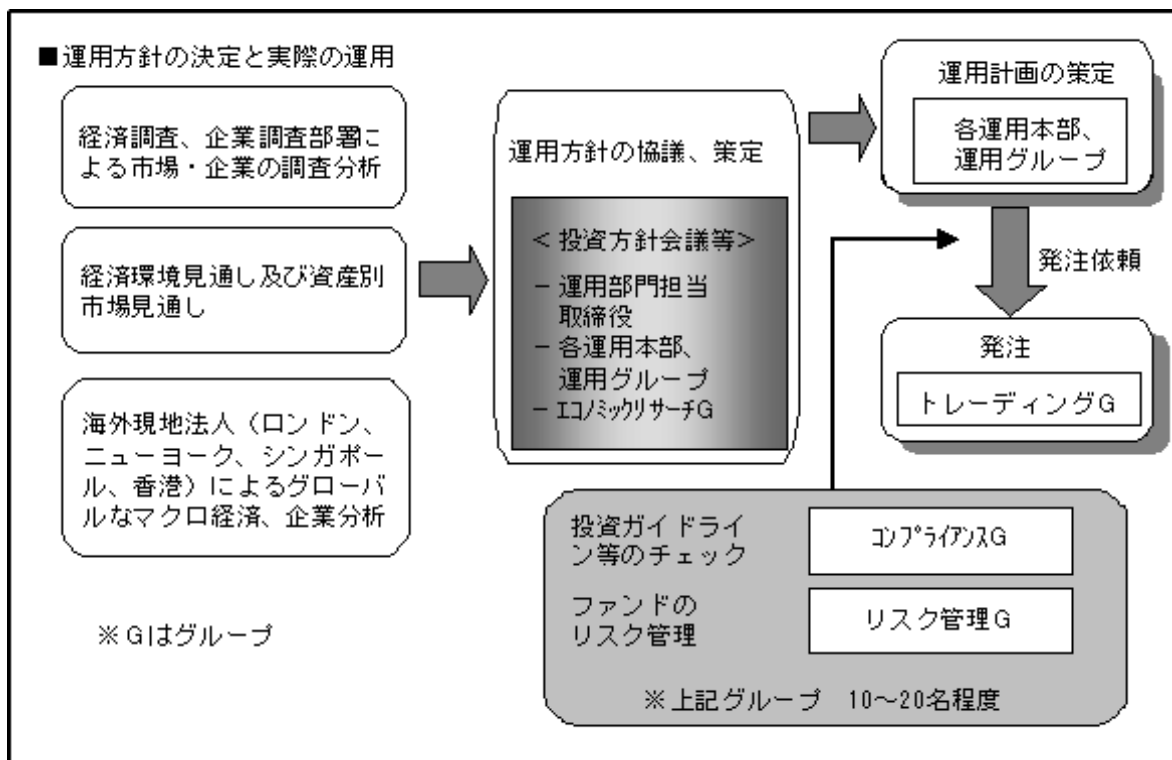 ■運用方針の決定と実際の運用
経済調査、企業調査部署に
よる市場・企業の調査分析
経済環境見通し及び資産別
市場見通し
海外現地法人（ロンドン、
ニューヨーク、シンガポー
ル、香港）によるグローバ
ルなマクロ経済、企業分析
※Gはグループ
運用方針の協議、策定
＜投資方針会議等＞
－運用部門担当
取締役
－各運用本部、
運用グループ
－ｴｺﾉﾐｯｸﾘｻｰﾁG
運用計画の策定
各運用本部、
運用グループ
発注依頼
発注
トレーディングG
投資ガイドライ
ン等のチェック
ｺﾝﾌﾟﾗｲｱﾝｽG
ファンドの
リスク管理
リスク管理G
※上記グループ　10～20名程度